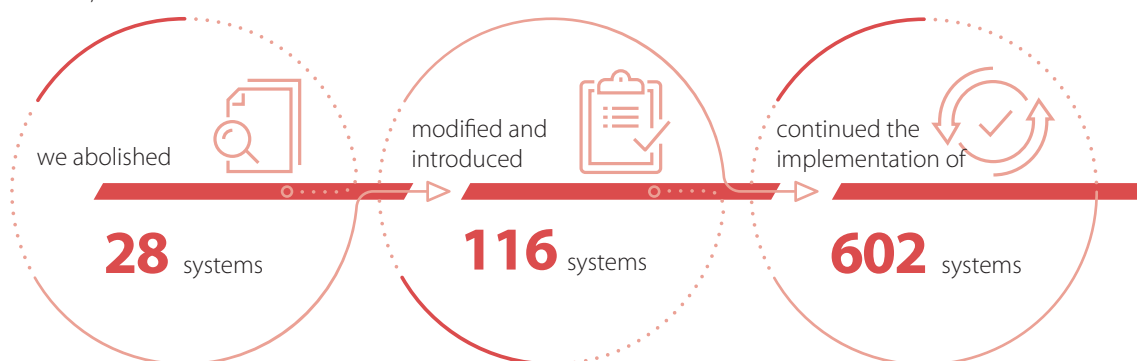 we abolished
28 systems
modified and
introduced
116 systems
continued the
implementation of
602 systems